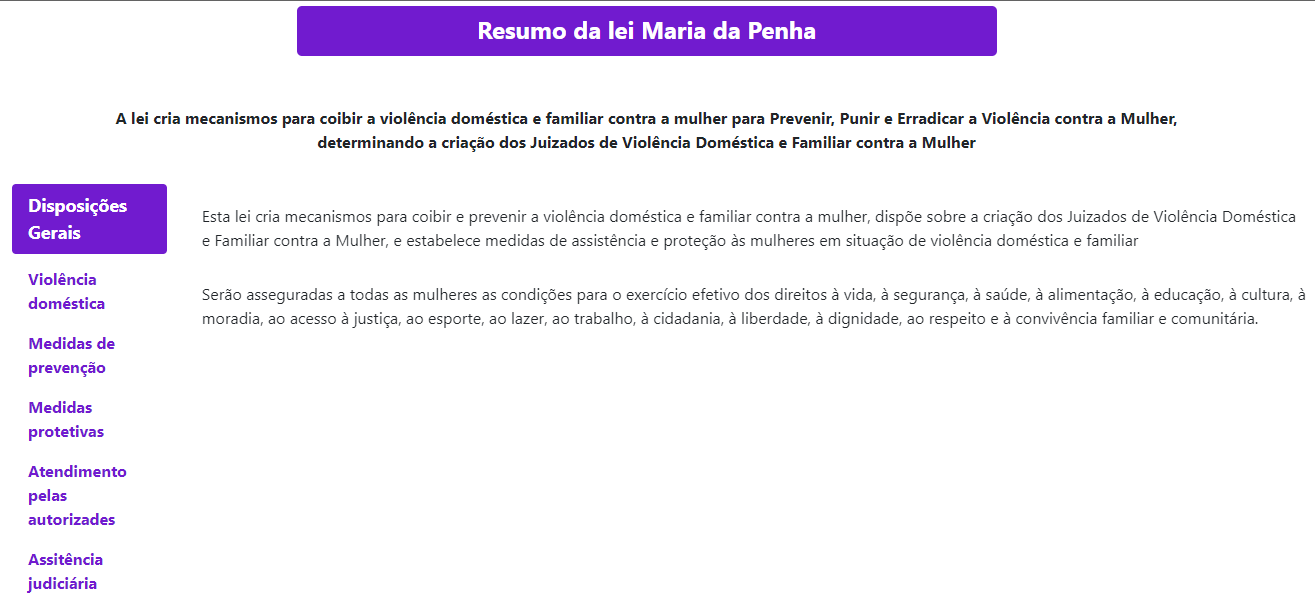 Resumo da lei Maria da Penha
A lei cria mecanismos para coibir a violência doméstica e familiar contra a mulher para Prevenir, Punir e Erradicar a Violência contra a Mulher,
determinando a criação dos Juizados de Violência Doméstica e Familiar contra a Mulher
Disposições
Gerais
Violência
doméstica
Medidas de
prevenção
Medidas
protetivas
Atendimento
pelas
autorizades
Assitência
judiciária
Esta lei cria mecanismos para coibir e prevenir a violência doméstica e familiar contra a mulher, dispõe sobre a criação dos Juizados de Violência Doméstica
e Familiar contra a Mulher, e estabelece medidas de assistência e proteção às mulheres em situação de violência doméstica e familiar
Serão asseguradas a todas as mulheres as condições para o exercício efetivo dos direitos à vida, à segurança, à saúde, à alimentação, à educação, à cultura, à
moradia, ao acesso à justiça, ao esporte, ao lazer, ao trabalho, à cidadania, à liberdade, à dignidade, ao respeito e à convivência familiar e comunitária.